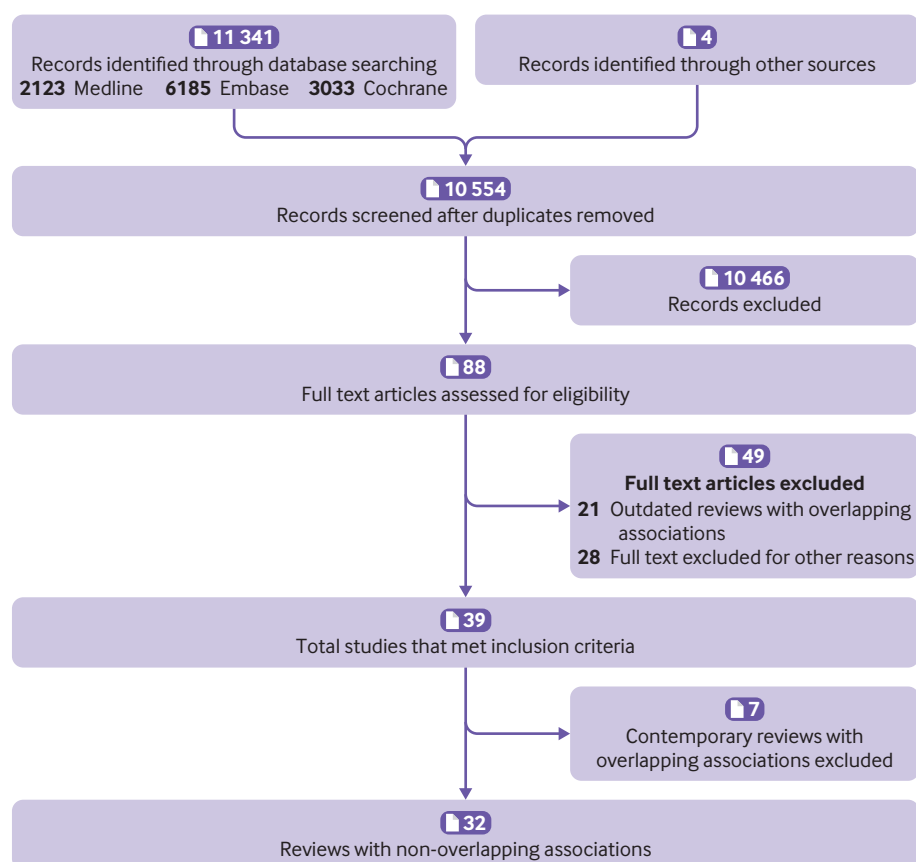 11 341
Records identified through database searching
2123 Medline 6185 Embase 3033 Cochrane
4
Records identified through other sources
10 554
Records screened after duplicates removed
10 466
Records excluded
88
Full text articles assessed for eligibility
49
Full text articles excluded
21 Outdated reviews with overlapping
associations
28 Full text excluded for other reasons
39
Total studies that met inclusion criteria
7
Contemporary reviews with
overlapping associations excluded
32
Reviews with non-overlapping associations